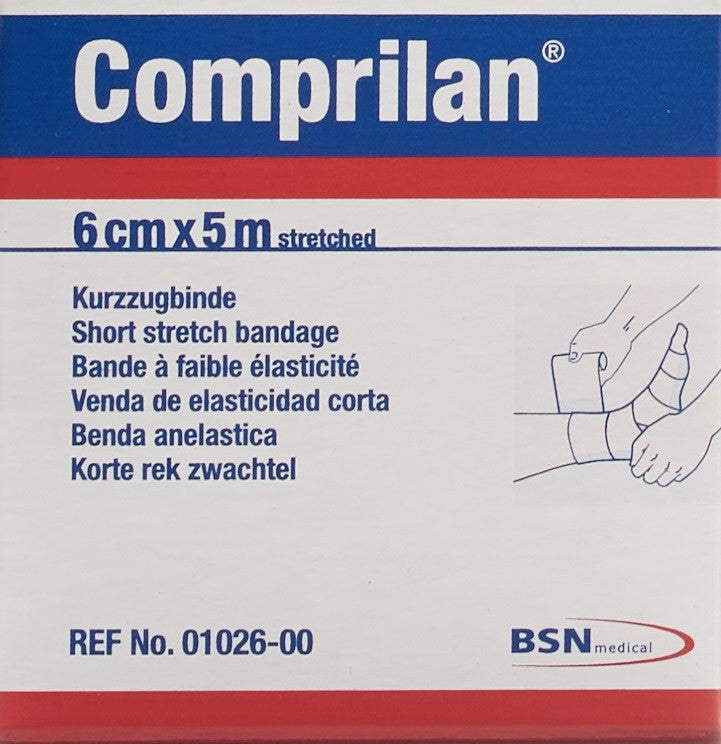 Comprilan®
6 cm x 5 m stretched
Kurzzugbinde
Short stretch bandage
Bande à faible élasticité
Venda de elasticidad corta
Benda anelastica
Korte rek zwachtel
REF No. 01026-00
BSN medical